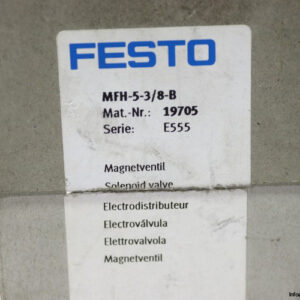 FESTO
MFH-5-3/8-B
Mat.-Nr.: 19705
Serie: E555
Magnetventil
Solenoid valve
Electrodistributeur
Electroválvula
Elettrovalvola
Magnetventil